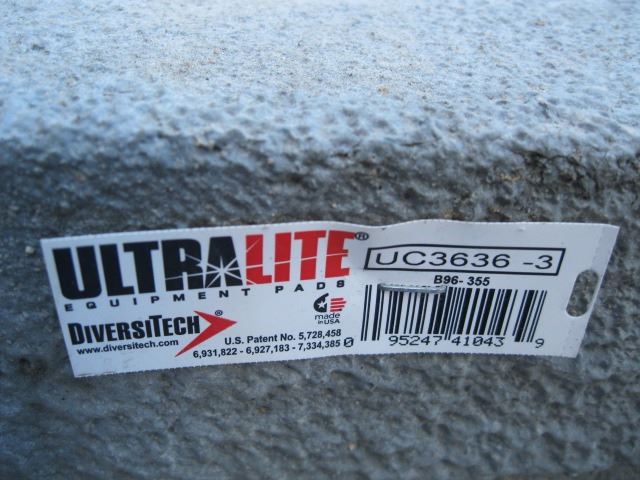 ULTRALITE®
EQUIPMENT PADS
DIVERSITECH®
www.diversitech.com
made
in USA
U.S. Patent No. 5,728,458
6,931,822 - 6,927,183 - 7,334,385
UC3636 -3
B96- 355
0 95247 41043 9